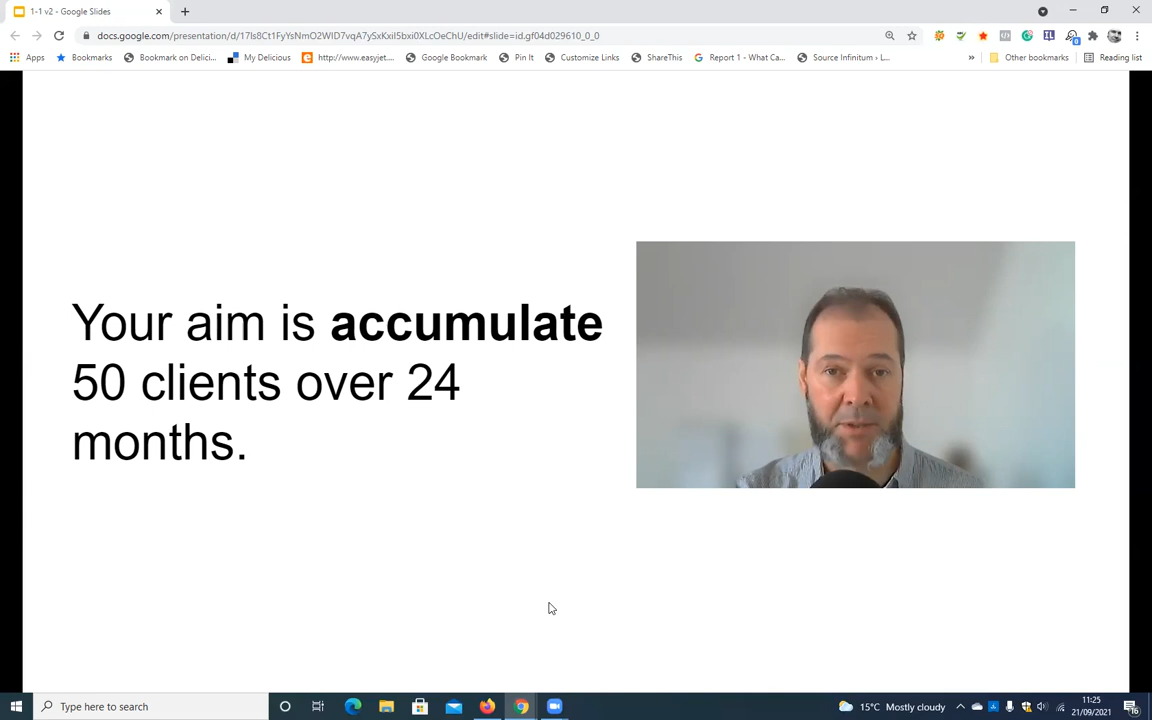 1-1 v2 - Google Slides
docs.google.com/presentation/d/17Is8Ct1FyYsNmO2WID7vqA7ySxKxiI5bxi0XLcOeChU/edit#slide=id.gf04d029610_0_0
Apps Bookmarks Bookmark on Delici... My Delicious http://www.easyjet.... Google Bookmark Pin It Customize Links ShareThis Report 1 - What Ca... Source Infinitum › L... » Other bookmarks Reading list
Your aim is accumulate
50 clients over 24
months.
Type here to search
15°C Mostly cloudy
11:25
21/09/2021
16